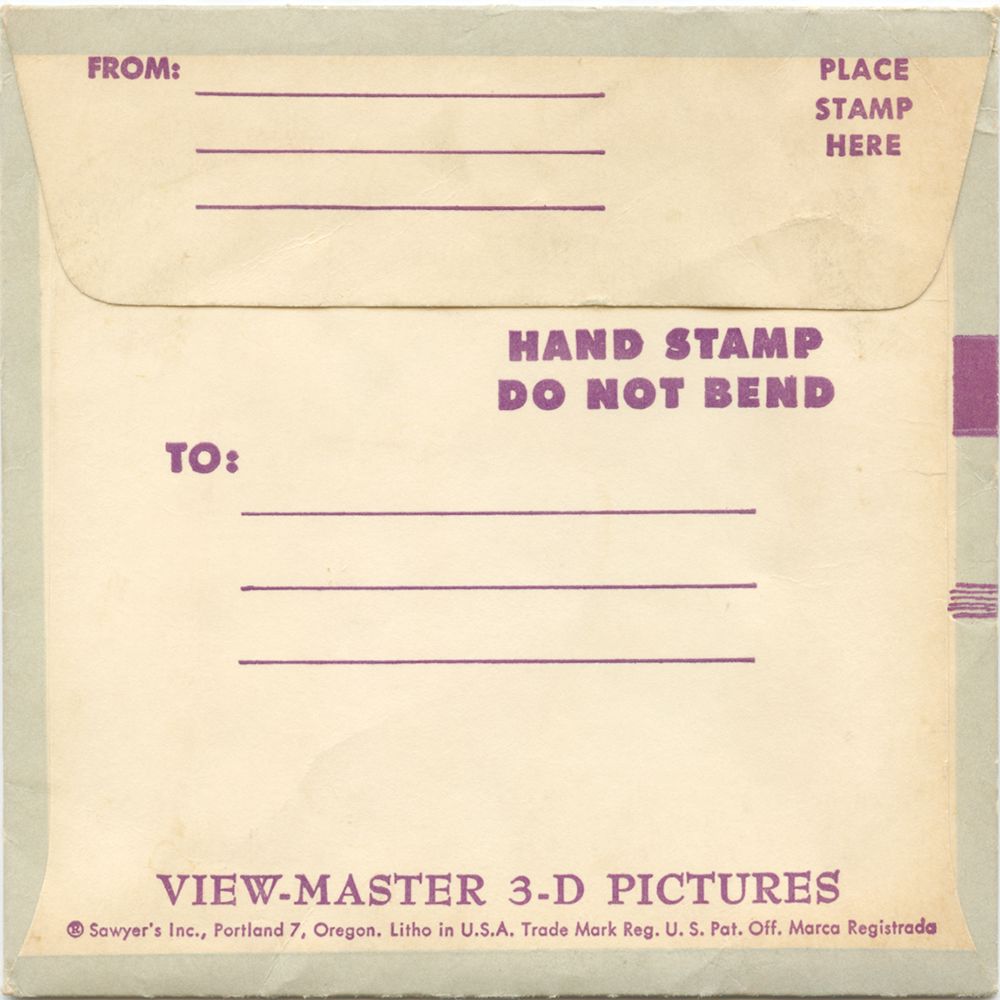 FROM:
PLACE
STAMP
HERE
HAND STAMP
DO NOT BEND
TO:
VIEW-MASTER 3-D PICTURES
® Sawyer's Inc., Portland 7, Oregon. Litho in U.S.A. Trade Mark Reg. U. S. Pat. Off. Marca Registrada